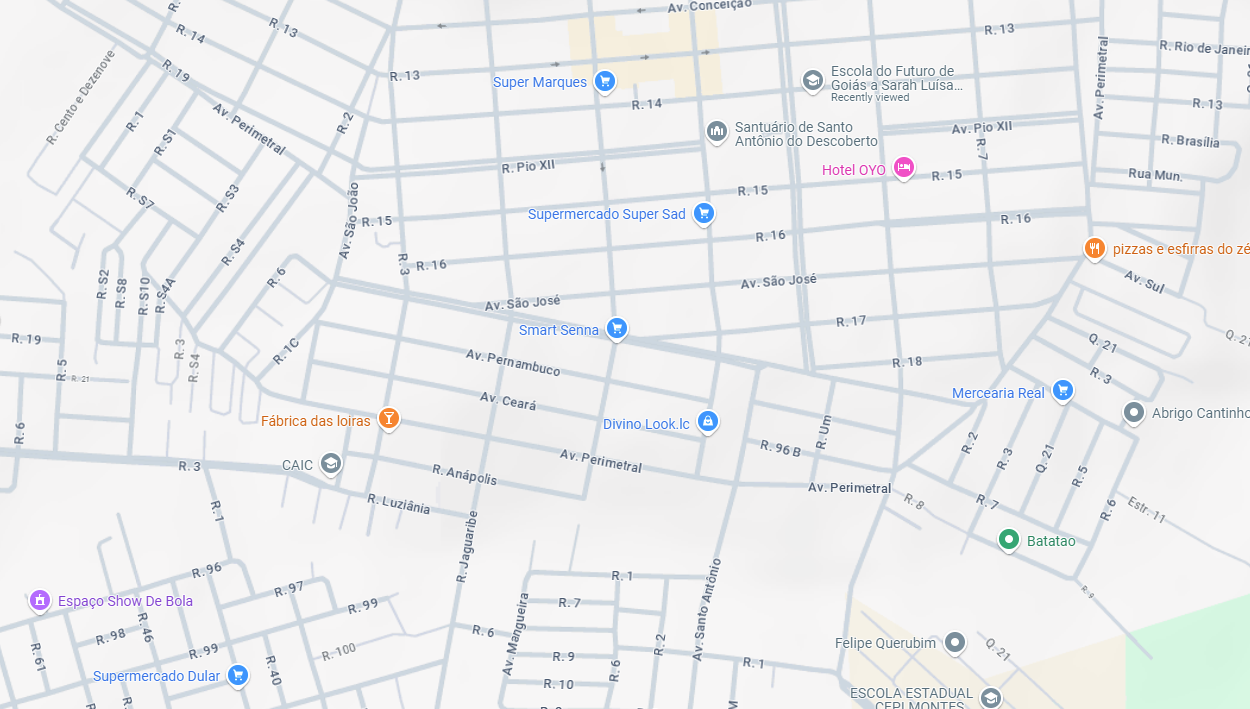 Av. Conceição
R. 14
R. 13
R. 13
R. Rio de Janeir
R. Cento e Dezenove
R. 19
R. 13
Super Marques
Escola do Futuro de
Goiás a Sarah Luísa...
Recently viewed
Av. Perimetral
R. 14
R. 13
R. 1
R. S1
Av. Perimetral
R. 2
Santuário de Santo
Antônio do Descoberto
Av. Pio XII
R. 7
R. Brasília
R. Pio XII
Hotel OYO
R. 15
Rua Mun.
R. S7
R. S3
R. 15
Supermercado Super Sad
R. 15
Av. São João
R. 16
R. 16
R. S4
R. 3
R. 16
pizzas e esfirras do zé
R. S2
R. S8
R. S10
R. S4A
R. 6
Av. São José
Av. São José
Av. Sul
R. 19
R. 3
R. S4
R. 1C
Smart Senna
R. 17
Q. 21
Q. 21
R. 5
R. 21
Av. Pernambuco
R. 18
R. 3
Mercearia Real
Av. Ceará
Fábrica das loiras
Divino Look.lc
Abrigo Cantinho
R. 6
R. Um
R. 96 B
R. 2
R. 3
Q. 21
R. 5
R. 3
CAIC
Av. Perimetral
R. Anápolis
Av. Perimetral
R. Luziânia
R. 8
R. 7
R. 6
Estr. 11
R. 1
R. Jaguaribe
Batatao
R. 96
R. 97
R. 1
Av. Santo Antônio
R. 9
Espaço Show De Bola
R. 99
R. 7
Av. Mangueira
R. 46
R. 98
R. 6
R. 2
Felipe Querubim
Q. 21
R. 61
R. 99
R. 100
R. 9
R. 6
R. 1
Supermercado Dular
R. 40
R. 10
ESCOLA ESTADUAL
CEPI MONTES